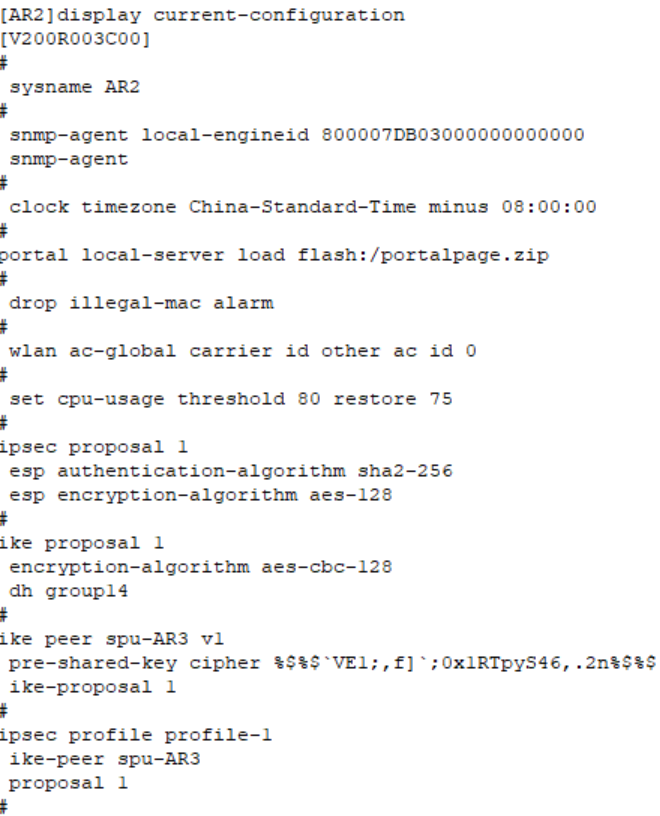 [AR2]display current-configuration
[V200R003C00]
#
 sysname AR2
#
 snmp-agent local-engineid 800007DB03000000000000
 snmp-agent
#
 clock timezone China-Standard-Time minus 08:00:00
#
portal local-server load flash:/portalpage.zip
#
 drop illegal-mac alarm
#
 wlan ac-global carrier id other ac id 0
#
 set cpu-usage threshold 80 restore 75
#
ipsec proposal 1
 esp authentication-algorithm sha2-256
 esp encryption-algorithm aes-128
#
ike proposal 1
 encryption-algorithm aes-cbc-128
 dh group14
#
ike peer spu-AR3 v1
 pre-shared-key cipher %$%$`VE1;,f]`;0x1RTpyS46,.2n%$%$
 ike-proposal 1
#
ipsec profile profile-1
 ike-peer spu-AR3
 proposal 1
#